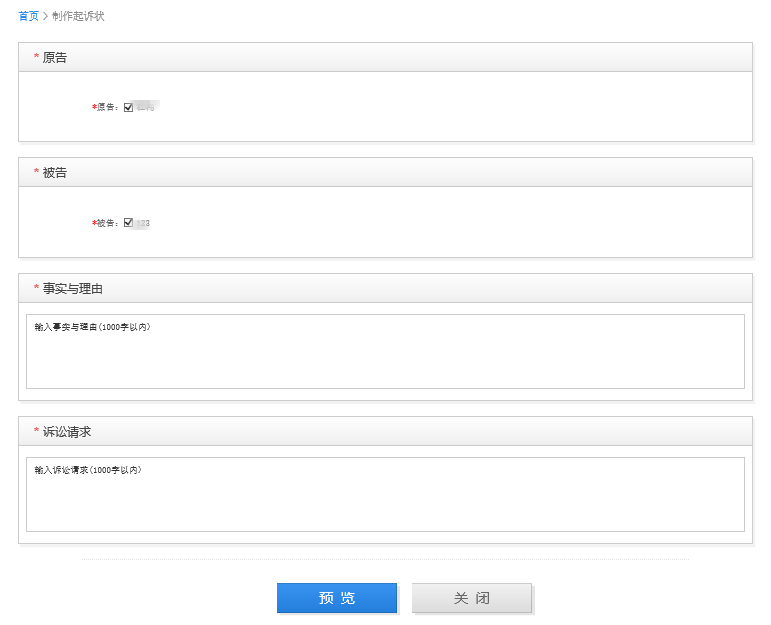 首页 > 制作起诉状
* 原告
*原告：
* 被告
*被告：
* 事实与理由
输入事实与理由(1000字以内)
* 诉讼请求
输入诉讼请求(1000字以内)
预 览
关 闭